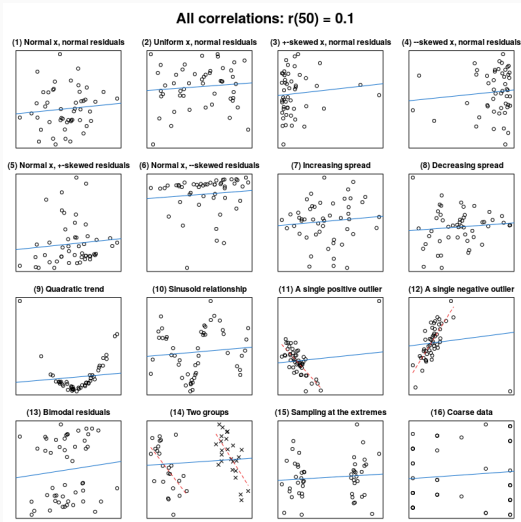 All correlations: r(50) = 0.1
(1) Normal x, normal residuals
(2) Uniform x, normal residuals
(3) +-skewed x, normal residuals
(4) --skewed x, normal residuals
(5) Normal x, +-skewed residuals
(6) Normal x, --skewed residuals
(7) Increasing spread
(8) Decreasing spread
(9) Quadratic trend
(10) Sinusoid relationship
(11) A single positive outlier
(12) A single negative outlier
(13) Bimodal residuals
(14) Two groups
(15) Sampling at the extremes
(16) Coarse data